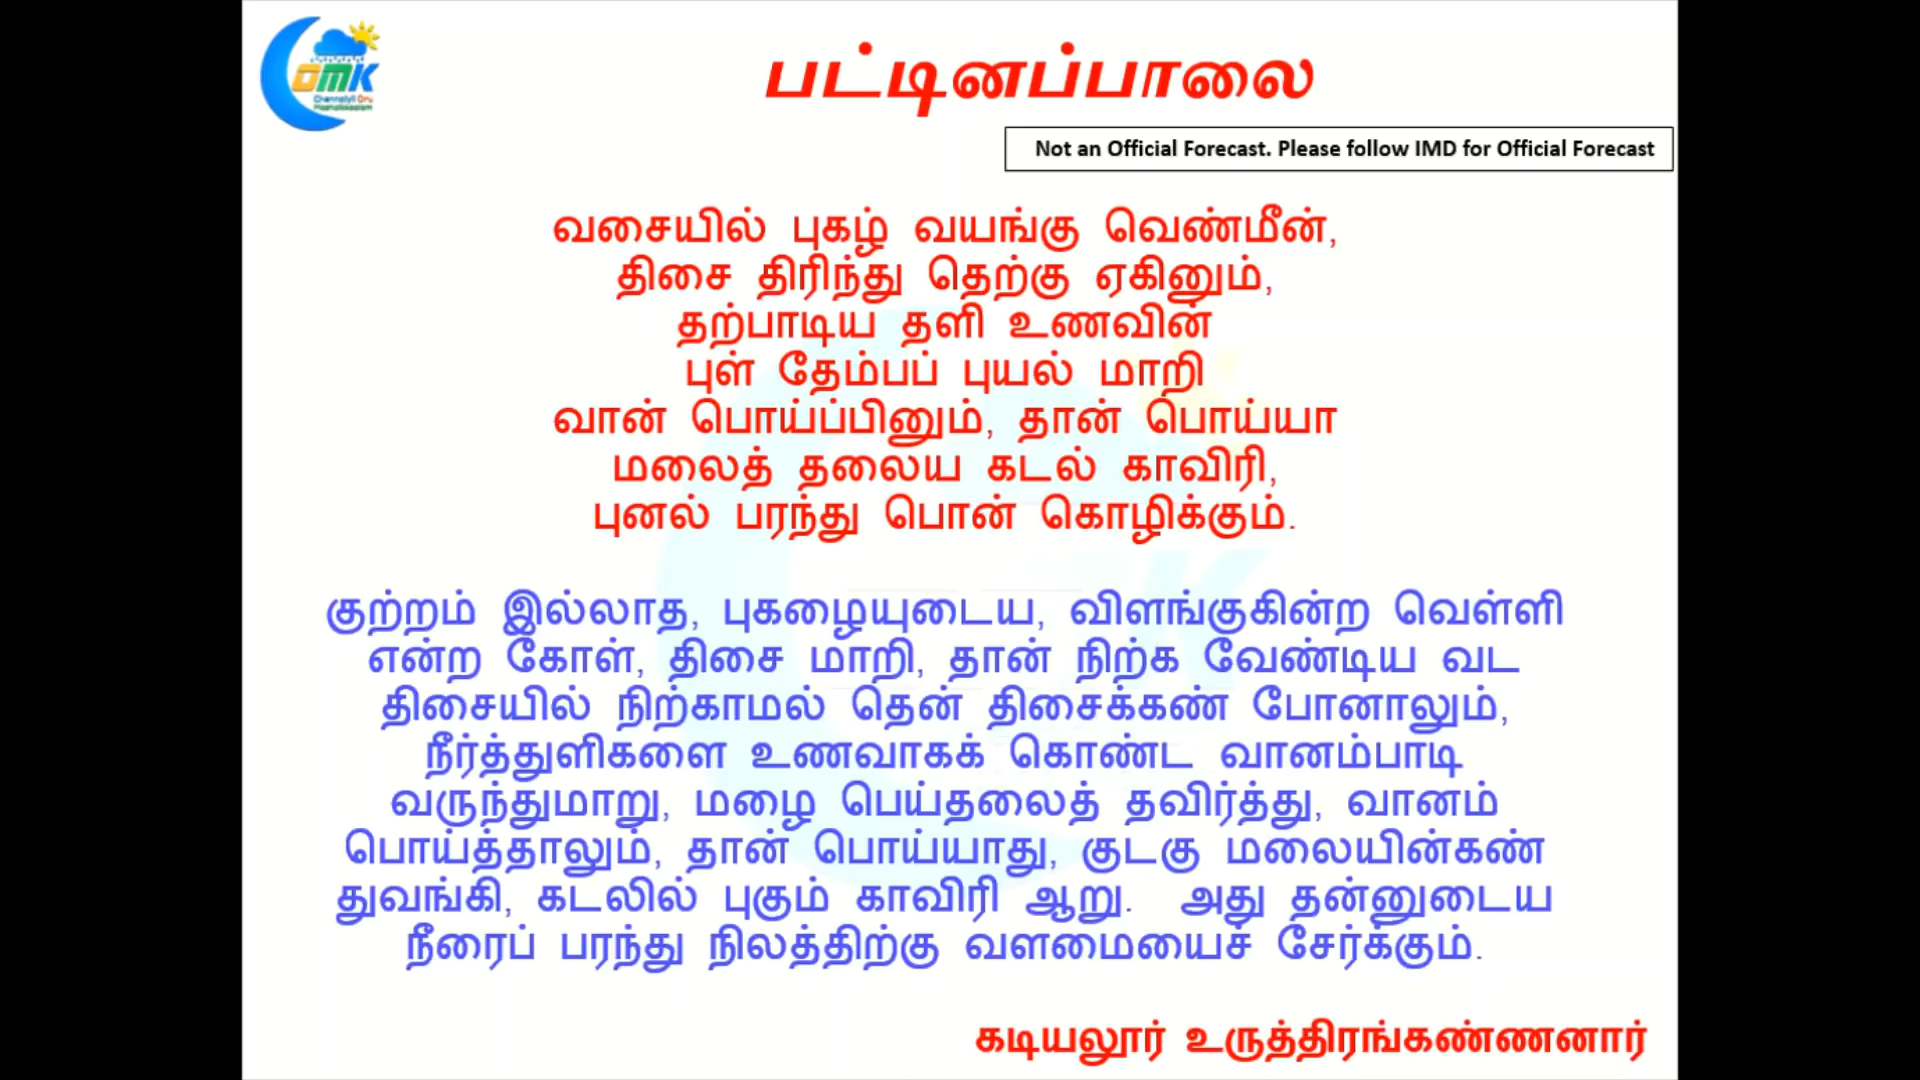 OMK
Chennaiyil Oru
பட்டினப்பாலை
Not an Official Forecast. Please follow IMD for Official Forecast
வசையில் புகழ் வயங்கு வெண்மீன்,
திசை திரிந்து தெற்கு ஏகினும்,
தற்பாடிய தளி உணவின்
புள் தேம்பப் புயல் மாறி
வான் பொய்ப்பினும், தான் பொய்யா
மலைத் தலைய கடல் காவிரி,
புனல் பரந்து பொன் கொழிக்கும்.
குற்றம் இல்லாத, புகழையுடைய, விளங்குகின்ற வெள்ளி
என்ற கோள், திசை மாறி, தான் நிற்க வேண்டிய வட
திசையில் நிற்காமல் தென் திசைக்கண் போனாலும்,
நீர்த்துளிகளை உணவாகக் கொண்ட வானம்பாடி
வருந்துமாறு, மழை பெய்தலைத் தவிர்த்து, வானம்
பொய்த்தாலும், தான் பொய்யாது, குடகு மலையின்கண்
துவங்கி, கடலில் புகும் காவிரி ஆறு. அது தன்னுடைய
நீரைப் பரந்து நிலத்திற்கு வளமையைச் சேர்க்கும்.
கடியலூர் உருத்திரங்கண்ணனார்